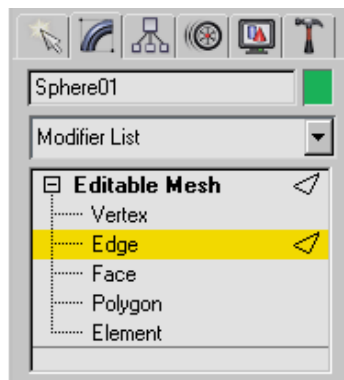 Sphere01
Modifier List
Editable Mesh
Vertex
Edge
Face
Polygon
Element